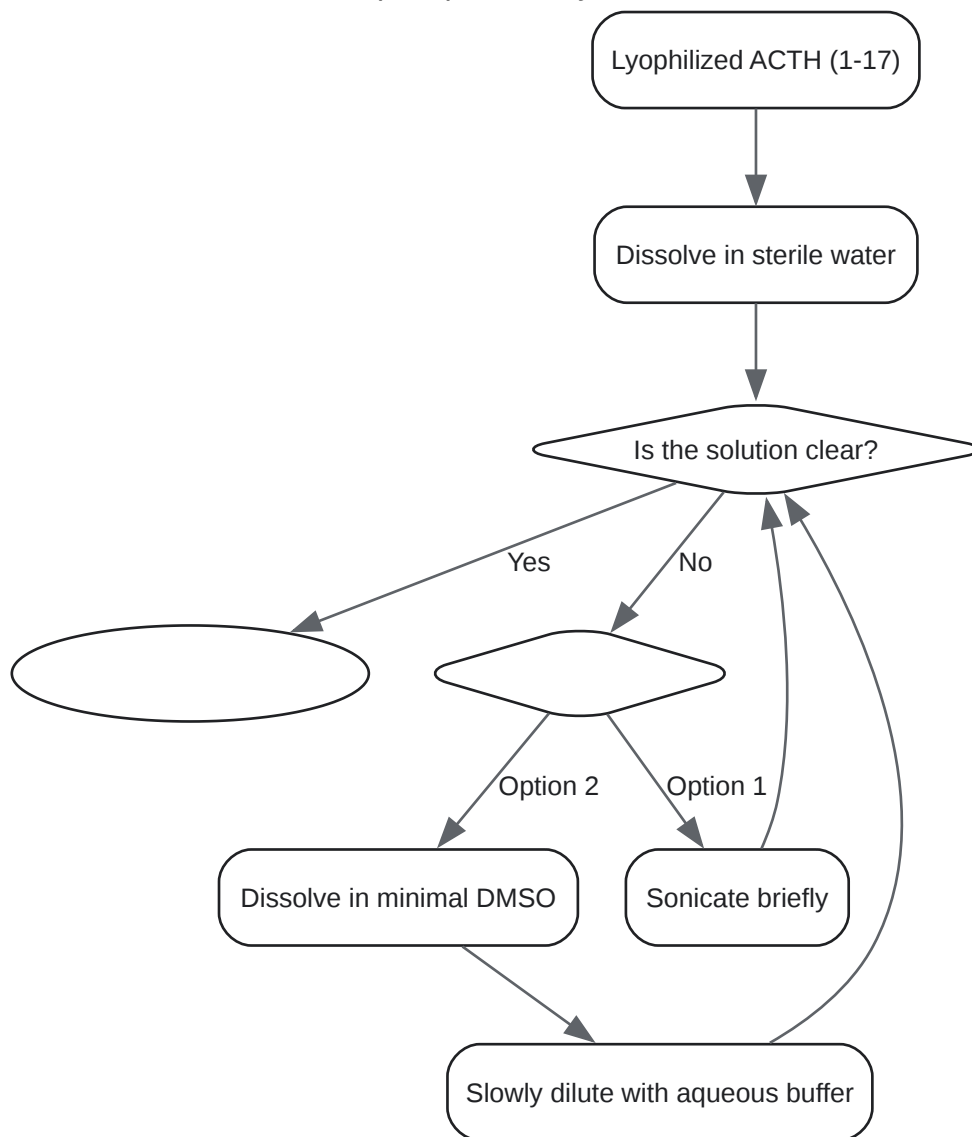 Lyophilized ACTH (1-17)
Dissolve in sterile water
Is the solution clear?
Yes
No
Option 2
Option 1
Dissolve in minimal DMSO
Sonicate briefly
Slowly dilute with aqueous buffer